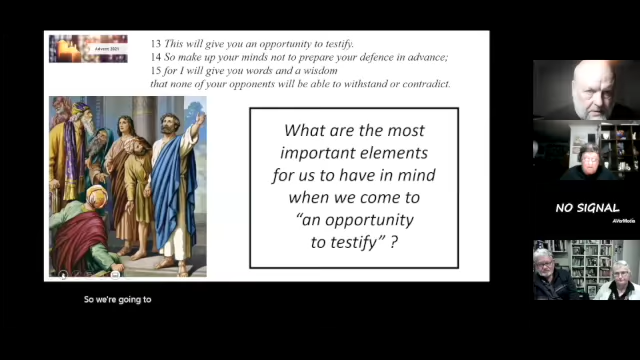 Advent 2021
13 This will give you an opportunity to testify.
14 So make up your minds not to prepare your defence in advance;
15 for I will give you words and a wisdom
that none of your opponents will be able to withstand or contradict.
What are the most
important elements
for us to have in mind
when we come to
“an opportunity
to testify” ?
NO SIGNAL
AVerMedia
So we're going to